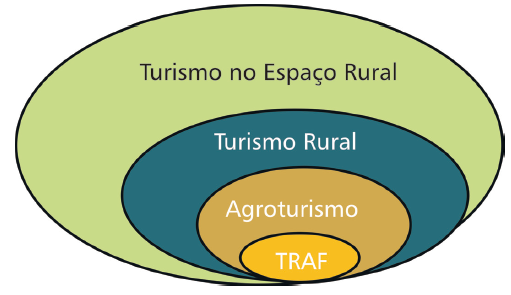 Turismo no Espaço Rural
Turismo Rural
Agroturismo
TRAF